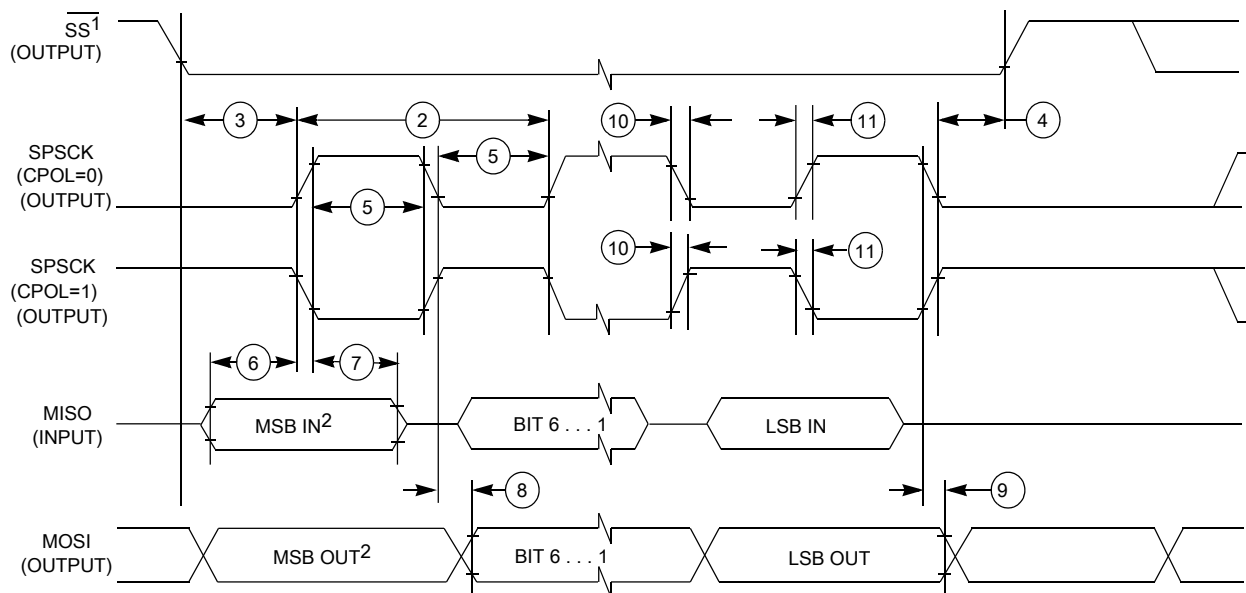 SS1
(OUTPUT)
3
2
10
11
4
SPSCK
(CPOL=0)
(OUTPUT)
5
5
SPSCK
(CPOL=1)
(OUTPUT)
10
11
6
7
MISO
(INPUT)
MSB IN2
BIT 6 . . . 1
LSB IN
8
9
MOSI
(OUTPUT)
MSB OUT2
BIT 6 . . . 1
LSB OUT